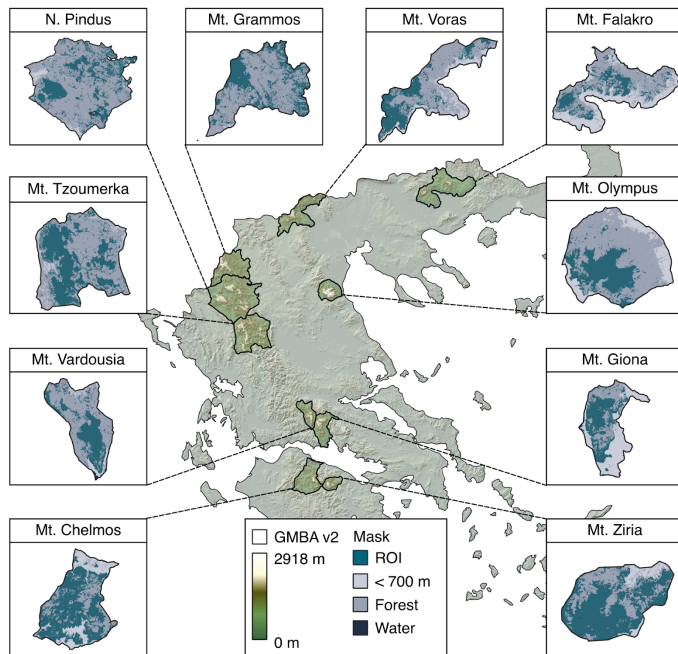 N. Pindus
Mt. Grammos
Mt. Voras
Mt. Falakro
Mt. Tzoumerka
Mt. Olympus
Mt. Vardousia
Mt. Giona
Mt. Chelmos
Mt. Ziria
GMBA v2
2918 m
0 m
Mask
ROI
< 700 m
Forest
Water